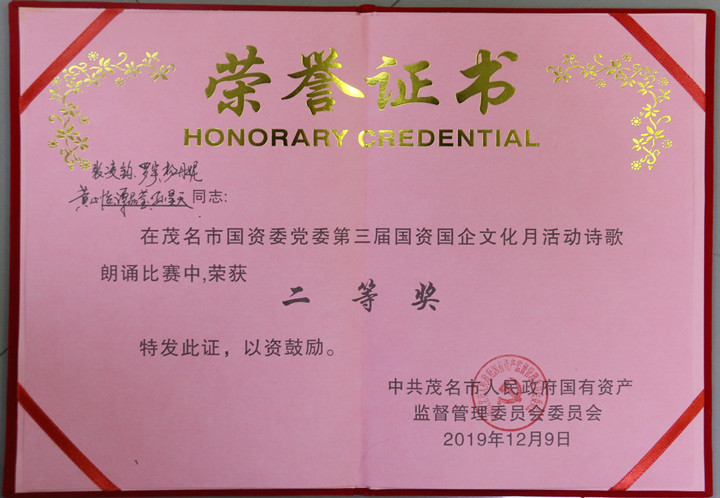 荣誉证书
HONORARY CREDENTIAL
同志:
在茂名市国资委党委第三届国资国企文化月活动诗歌
朗诵比赛中,荣获
二等奖
特发此证，以资鼓励。
中共茂名市人民政府国有资产
监督管理委员会委员会
2019年12月9日